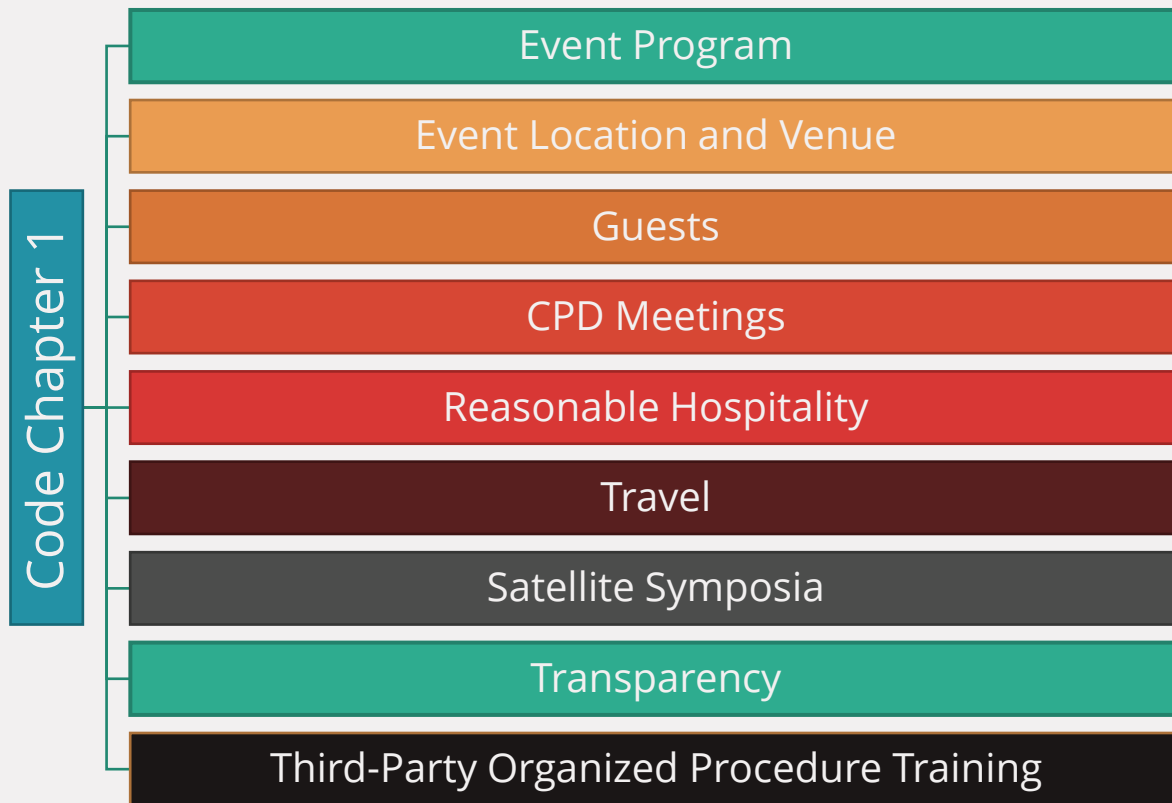 Code Chapter 1
Event Program
Event Location and Venue
Guests
CPD Meetings
Reasonable Hospitality
Travel
Satellite Symposia
Transparency
Third-Party Organized Procedure Training